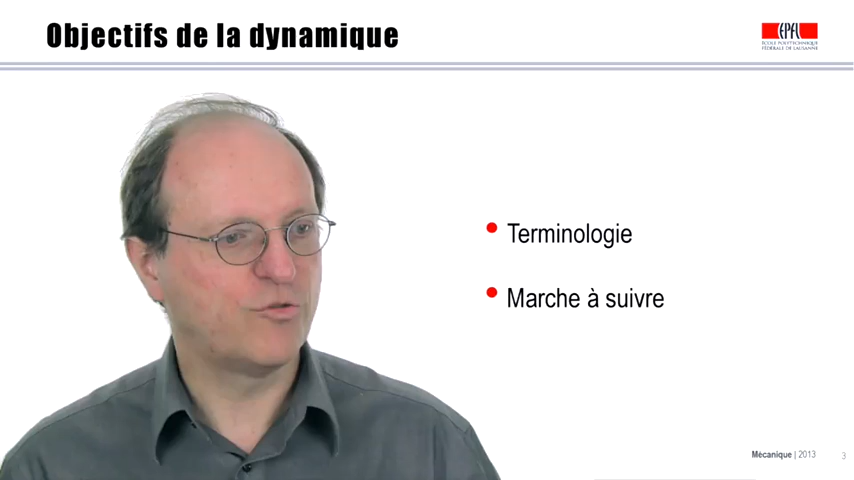 Objectifs de la dynamique
EPFL
ÉCOLE POLYTECHNIQUE
FÉDÉRALE DE LAUSANNE
• Terminologie
• Marche à suivre
Mécanique | 2013
3